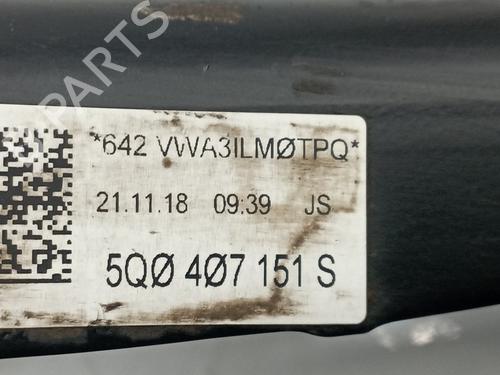 PARTS
*642 VWA3ILMØTPQ*
21.11.18 09:39 JS
5QØ 4Ø7 151 S